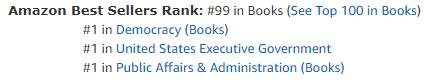 Amazon Best Sellers Rank: #99 in Books (See Top 100 in Books)
#1 in Democracy (Books)
#1 in United States Executive Government
#1 in Public Affairs & Administration (Books)